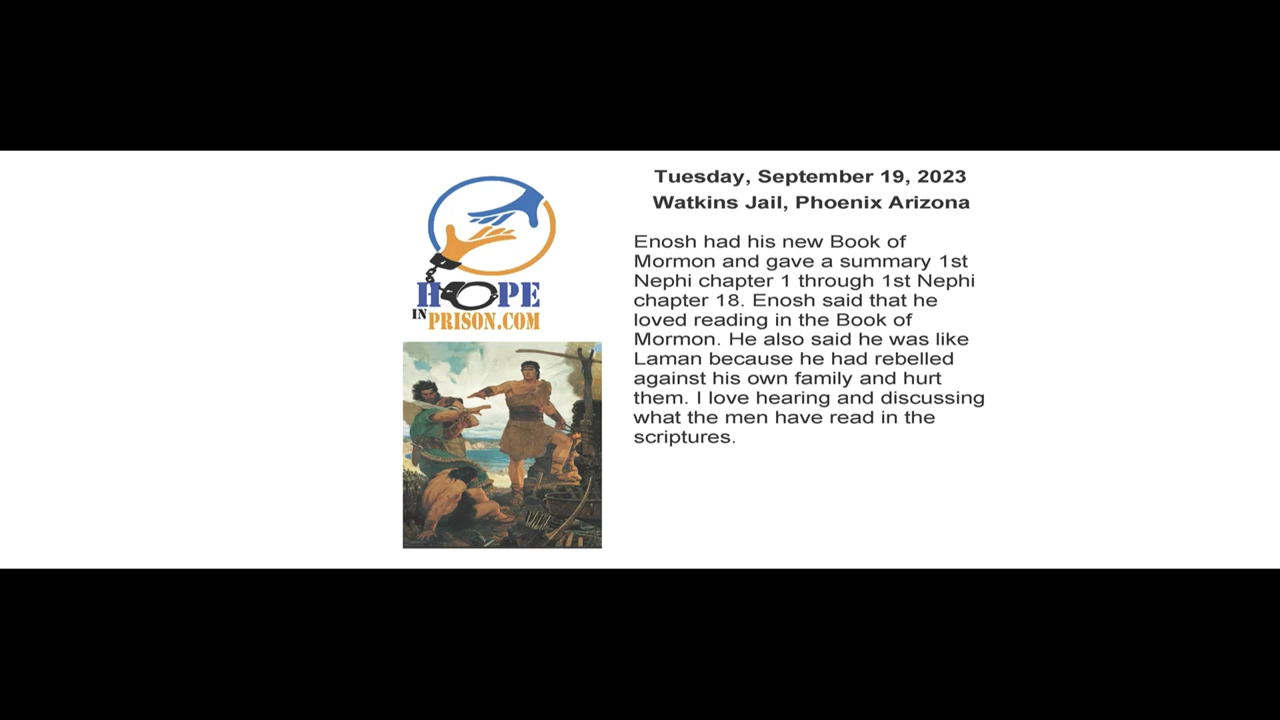 HOPE
IN PRISON.COM
Tuesday, September 19, 2023
Watkins Jail, Phoenix Arizona
Enosh had his new Book of
Mormon and gave a summary 1st
Nephi chapter 1 through 1st Nephi
chapter 18. Enosh said that he
loved reading in the Book of
Mormon. He also said he was like
Laman because he had rebelled
against his own family and hurt
them. I love hearing and discussing
what the men have read in the
scriptures.